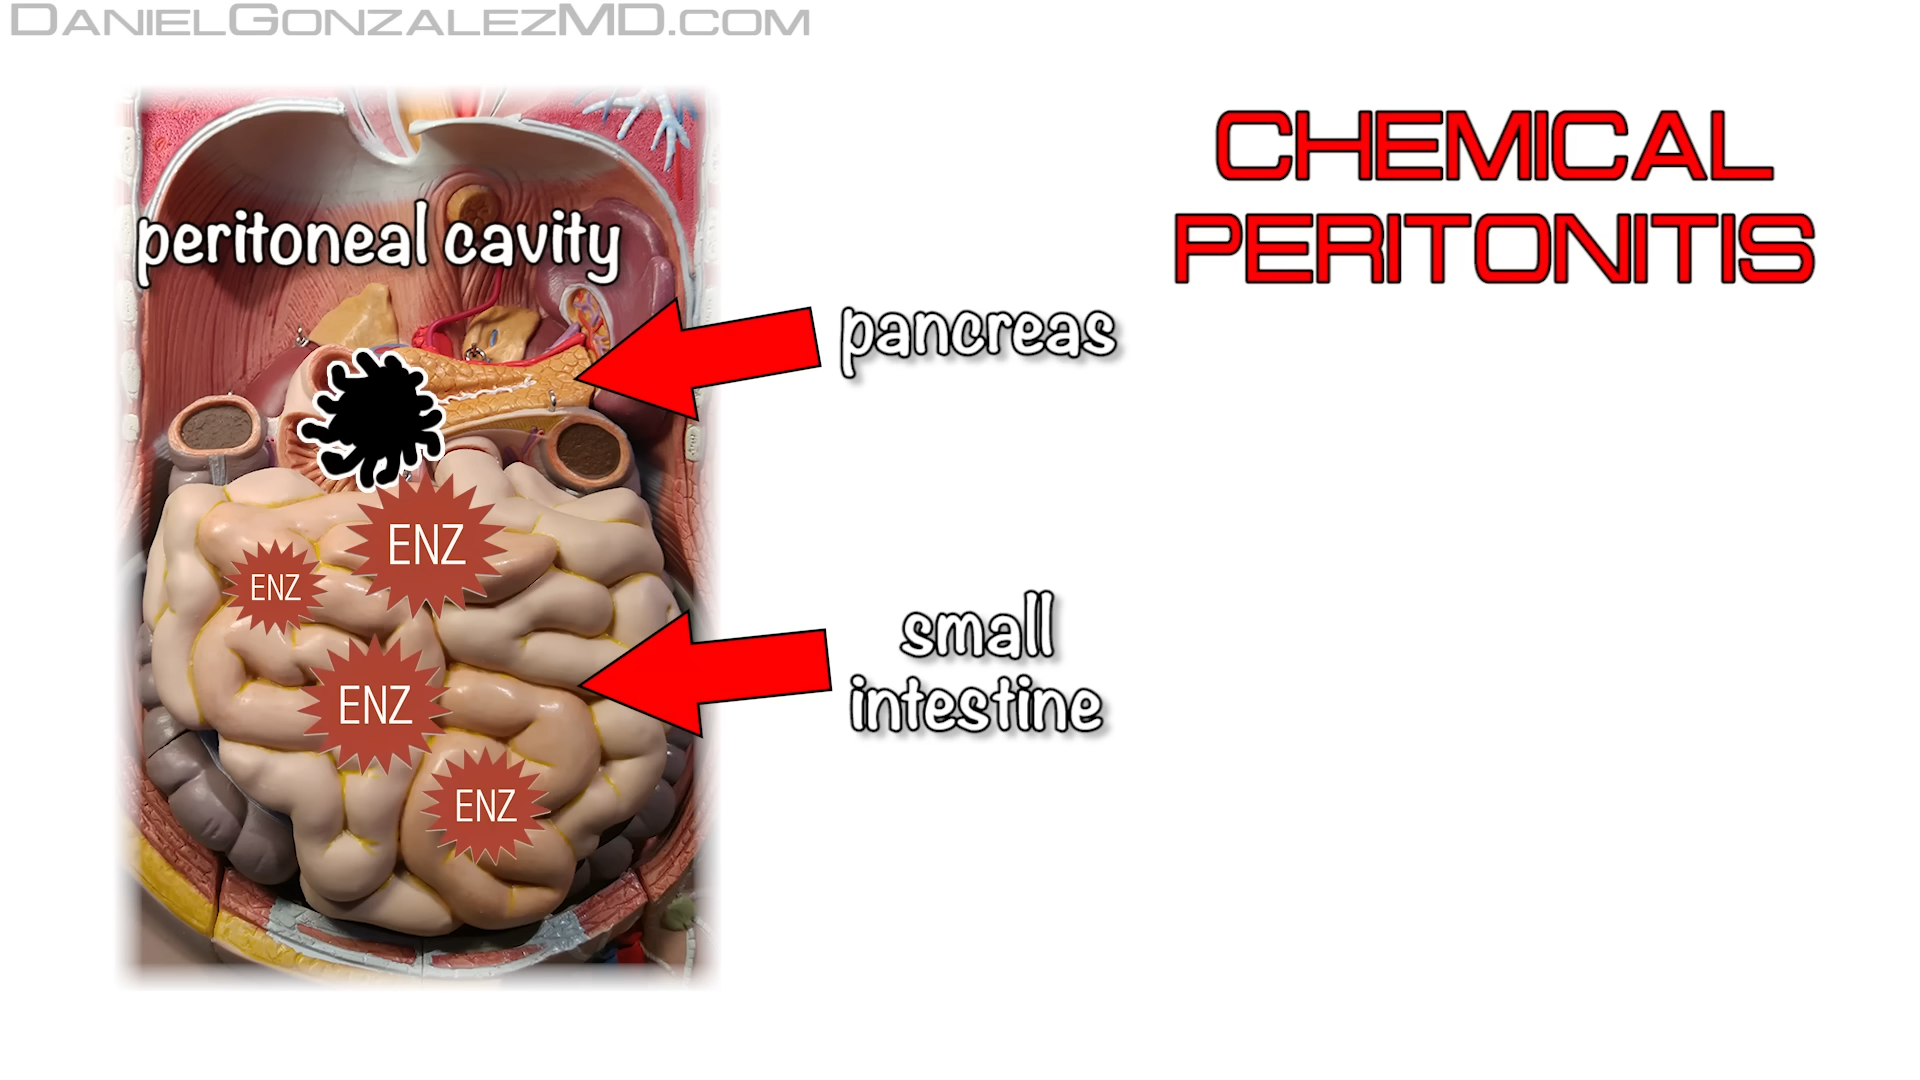 DANIELGONZALEZMD.COM
CHEMICAL
PERITONITIS
peritoneal cavity
pancreas
ENZ
ENZ
small
intestine
ENZ
ENZ